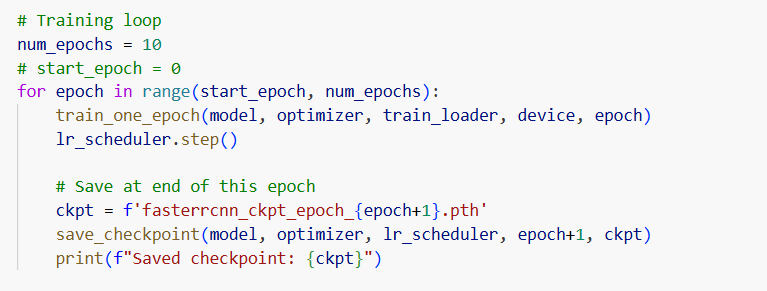 # Training loop
num_epochs = 10
# start_epoch = 0
for epoch in range(start_epoch, num_epochs):
    train_one_epoch(model, optimizer, train_loader, device, epoch)
    lr_scheduler.step()

    # Save at end of this epoch
    ckpt = f'fasterrcnn_ckpt_epoch_{epoch+1}.pth'
    save_checkpoint(model, optimizer, lr_scheduler, epoch+1, ckpt)
    print(f"Saved checkpoint: {ckpt}")